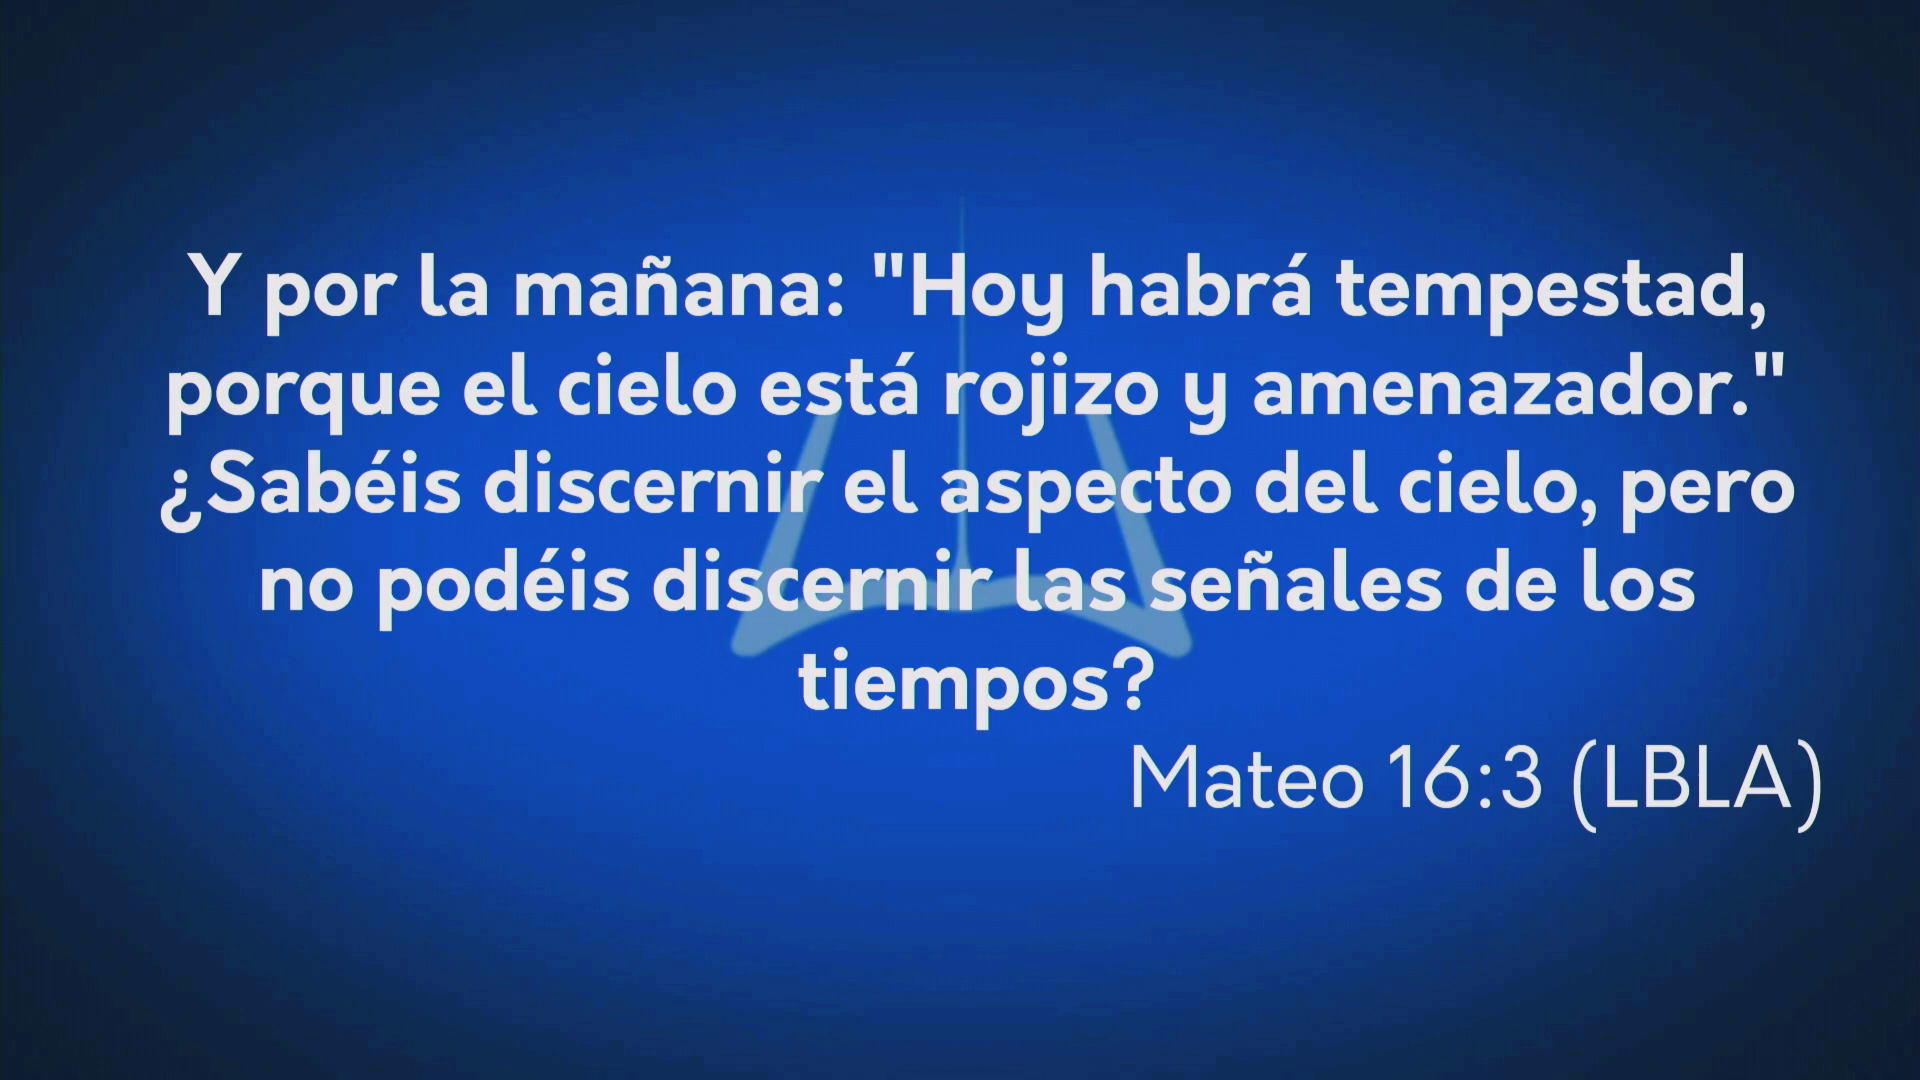 Y por la mañana: "Hoy habrá tempestad,
porque el cielo está rojizo y amenazador."
¿Sabéis discernir el aspecto del cielo, pero
no podéis discernir las señales de los
tiempos?
Mateo 16:3 (LBLA)